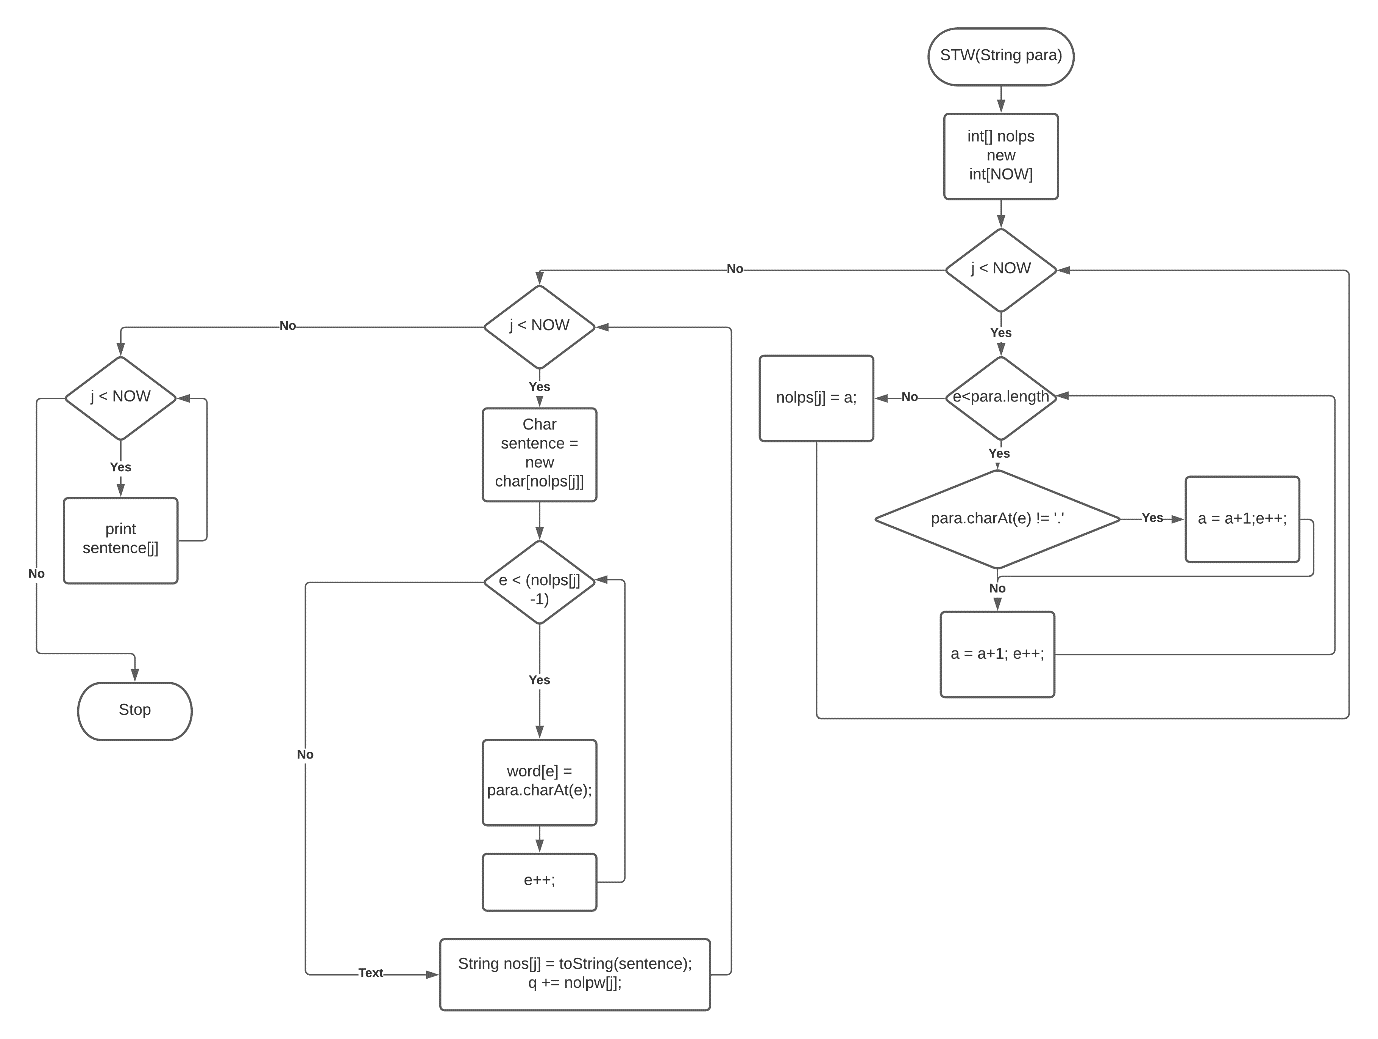 STW(String para)
int[] nolps
new
int[NOW]
j < NOW
No
Yes
e<para.length
No
nolps[j] = a;
Yes
para.charAt(e) != '.'
Yes
a = a+1;e++;
No
a = a+1; e++;
j < NOW
No
Yes
Char
sentence =
new
char[nolps[j]]
e < (nolps[j]
-1)
Yes
word[e] =
para.charAt(e);
e++;
No
Text
String nos[j] = toString(sentence);
q += nolpw[j];
j < NOW
Yes
print
sentence[j]
No
Stop